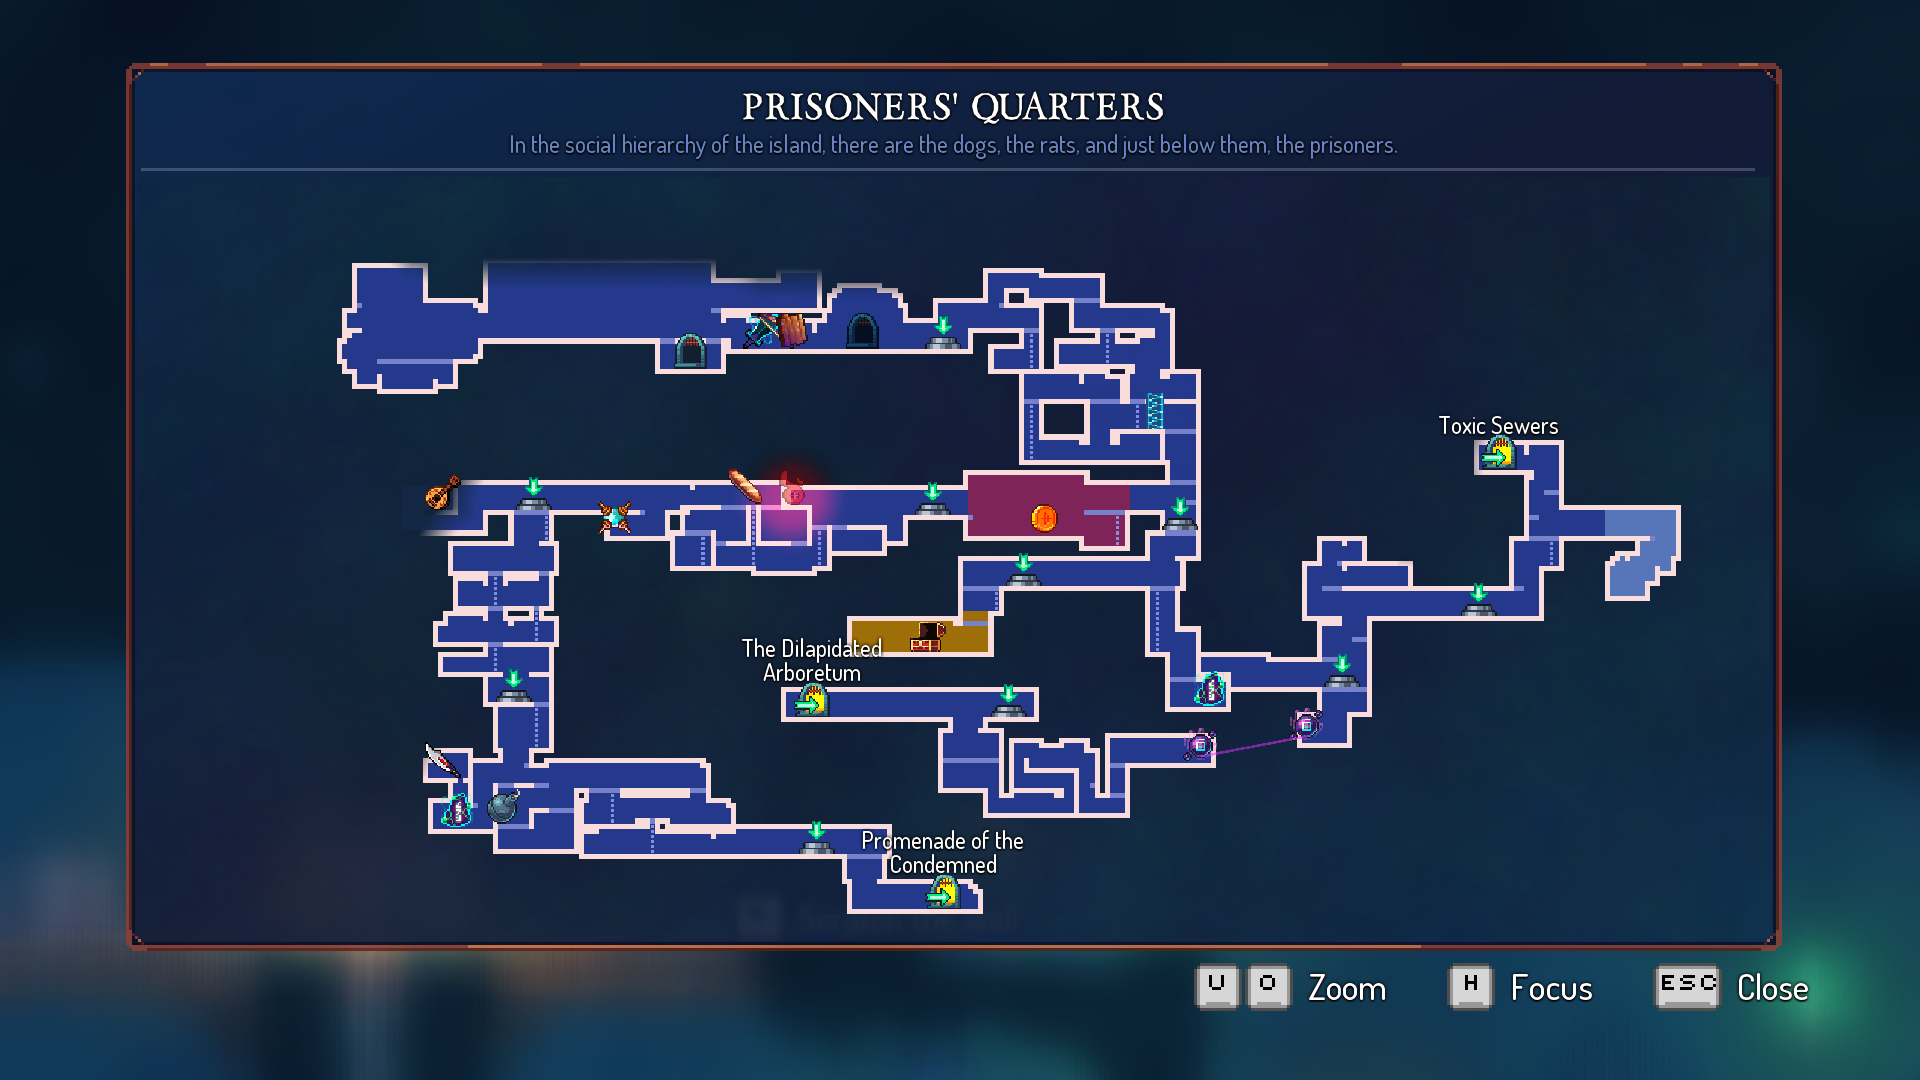 PRISONERS' QUARTERS
In the social hierarchy of the island, there are the dogs, the rats, and just below them, the prisoners.
Toxic Sewers
The Dilapidated
Arboretum
Promenade of the
Condemned
U O Zoom H Focus ESC Close